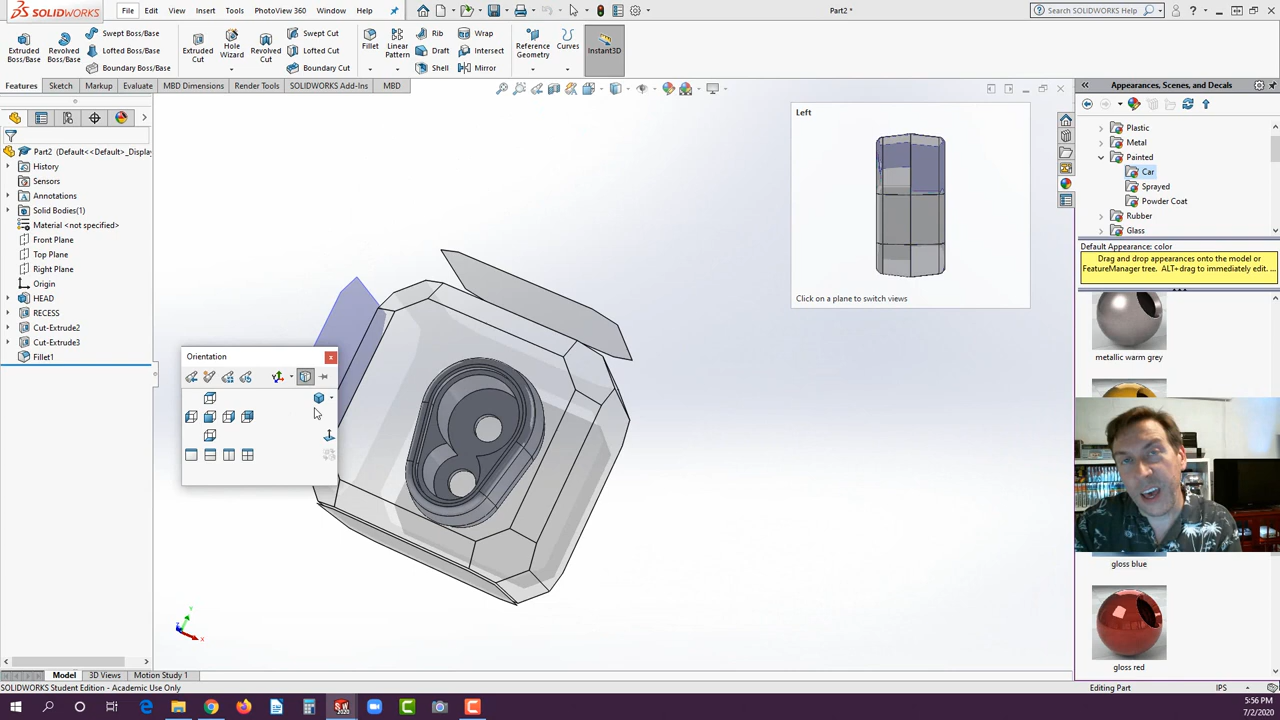 SOLIDWORKS
File
Edit
View
Insert
Tools
PhotoView 360
Window
Help
Part2 *
Search SOLIDWORKS Help
Extruded Boss/Base
Revolved Boss/Base
Swept Boss/Base
Lofted Boss/Base
Boundary Boss/Base
Extruded Cut
Hole Wizard
Revolved Cut
Swept Cut
Lofted Cut
Boundary Cut
Fillet
Linear Pattern
Rib
Draft
Shell
Wrap
Intersect
Mirror
Reference Geometry
Curves
Instant3D
Features
Sketch
Markup
Evaluate
MBD Dimensions
Render Tools
SOLIDWORKS Add-Ins
MBD
Part2 (Default<<Default>_Display
History
Sensors
Annotations
Solid Bodies(1)
Material <not specified>
Front Plane
Top Plane
Right Plane
Origin
HEAD
RECESS
Cut-Extrude2
Cut-Extrude3
Fillet1
Orientation
Left
Click on a plane to switch views
Appearances, Scenes, and Decals
Plastic
Metal
Painted
Car
Sprayed
Powder Coat
Rubber
Glass
Default Appearance: color
Drag and drop appearances onto the model or
FeatureManager tree. ALT+drag to immediately edit. ...
metallic warm grey
gloss blue
gloss red
Y
X
Z
Model
3D Views
Motion Study 1
SOLIDWORKS Student Edition - Academic Use Only
Editing Part
IPS
5:56 PM
7/2/2020